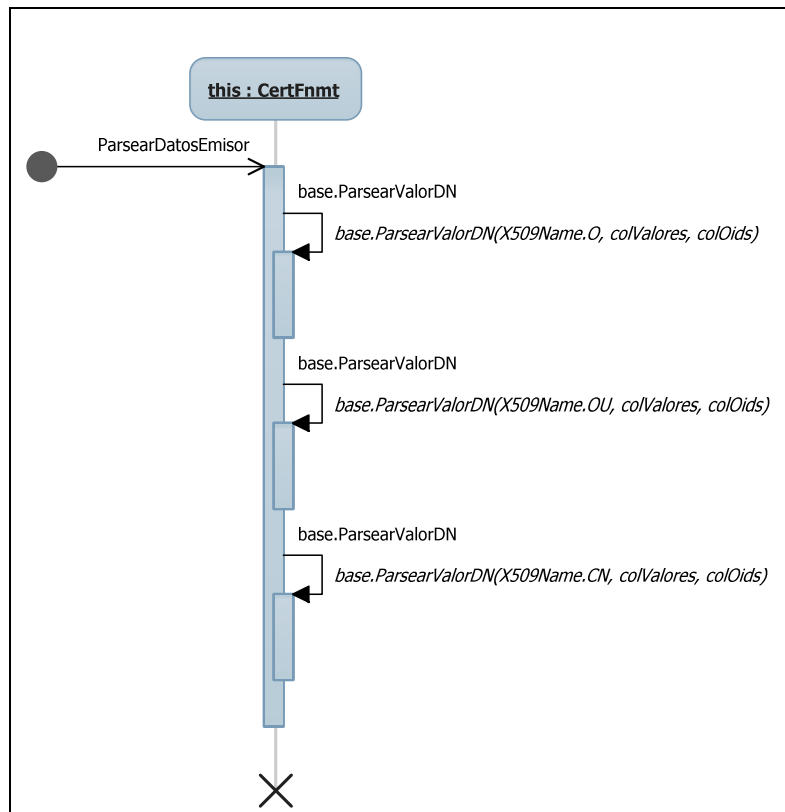 this : CertFnmt
ParsearDatosEmisor
base.ParsearValorDN
base.ParsearValorDN(X509Name.O, colValores, colOids)
base.ParsearValorDN
base.ParsearValorDN(X509Name.OU, colValores, colOids)
base.ParsearValorDN
base.ParsearValorDN(X509Name.CN, colValores, colOids)